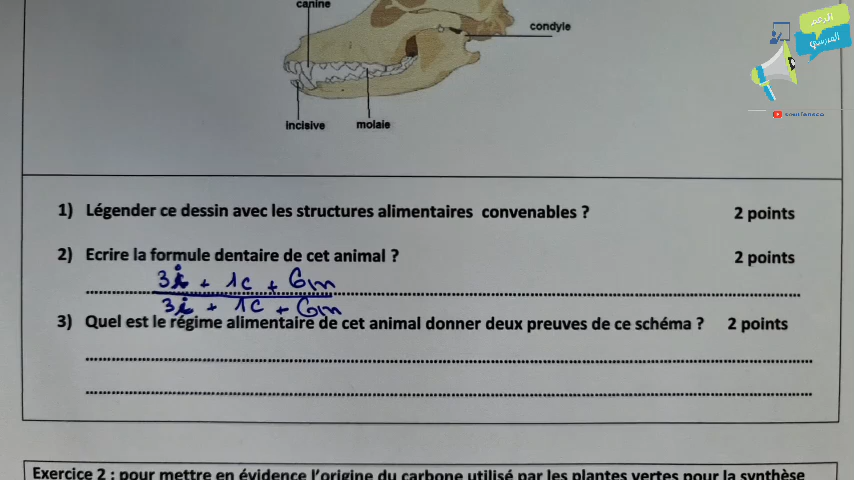 canine
condyle
incisive
molaie
الدعم
المدرسي
1) Légender ce dessin avec les structures alimentaires convenables ? 2 points
2) Ecrire la formule dentaire de cet animal ? 2 points
3i + 1c + 6m
3i + 1c + 6m
3) Quel est le régime alimentaire de cet animal donner deux preuves de ce schéma ? 2 points
Exercice 2 : pour mettre en évidence l'origine du carbone utilisé par les plantes vertes pour la synthèse